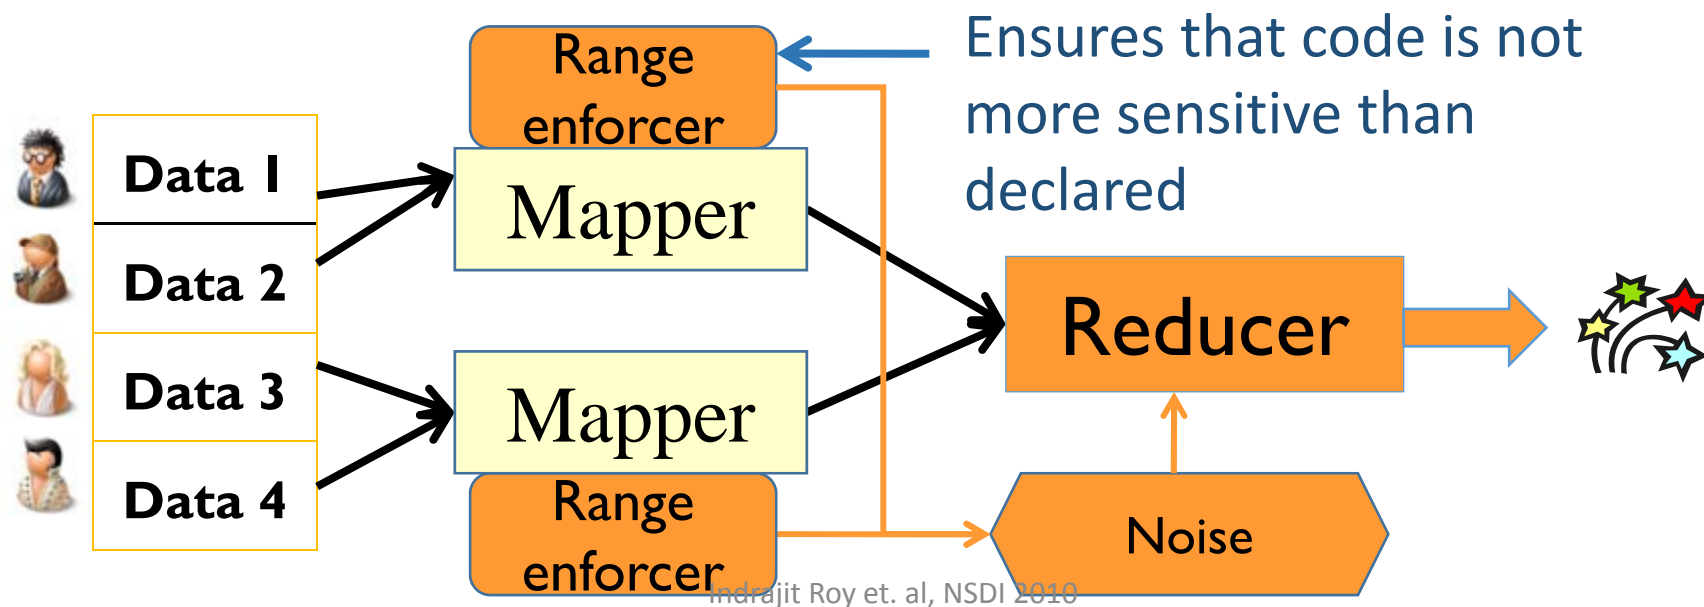 Range
enforcer
Ensures that code is not
more sensitive than
declared
Data 1
Data 2
Data 3
Data 4
Mapper
Mapper
Reducer
Range
enforcer
Noise
Indrajit Roy et. al, NSDI 2010